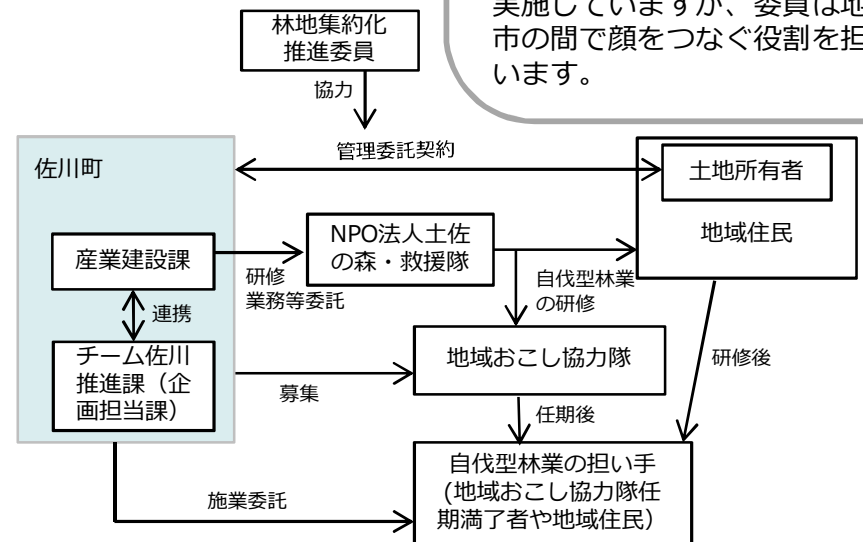 実施していますが、委員は地
市の間で顔をつなぐ役割を担
います。
林地集約化
推進委員
協力
管理委託契約
佐川町
土地所有者
地域住民
産業建設課
NPO法人土佐
の森・救援隊
研修
業務等委託
自伐型林業
の研修
連携
チーム佐川
推進課（企
画担当課）
募集
地域おこし協力隊
研修後
任期後
施業委託
自伐型林業の担い手
(地域おこし協力隊任
期満了者や地域住民）